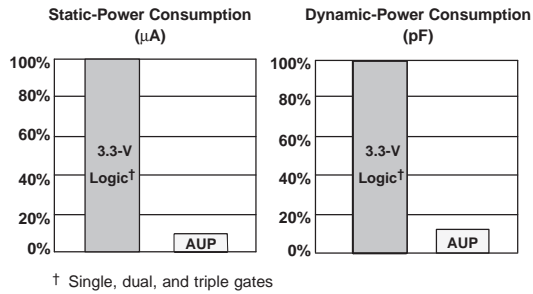 Static-Power Consumption
(μA)
100%
80%
60%
40%
20%
0%
3.3-V
Logic†
AUP
Dynamic-Power Consumption
(pF)
100%
80%
60%
40%
20%
0%
3.3-V
Logic†
AUP
† Single, dual, and triple gates